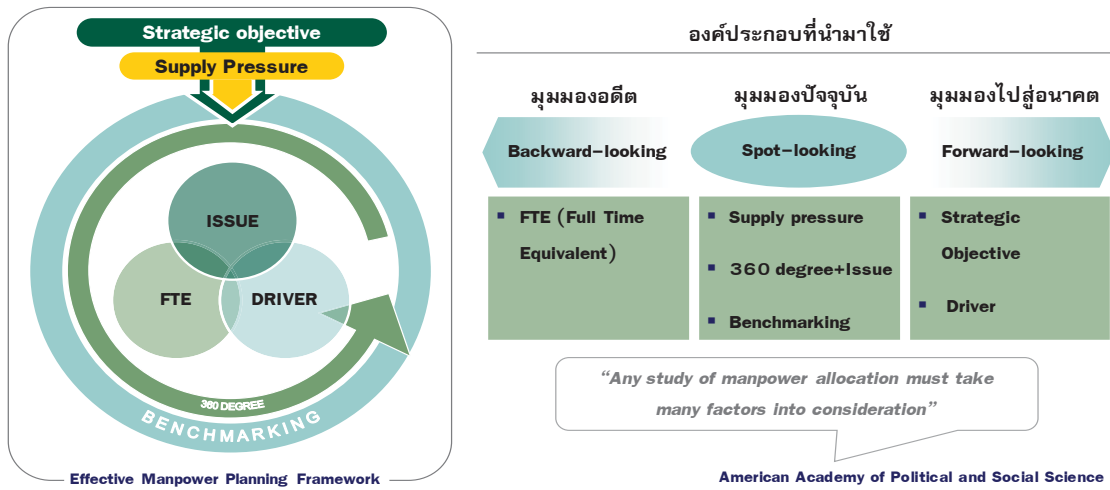 Strategic objective
Supply Pressure
ISSUE
FTE
DRIVER
360 DEGREE
BENCHMARKING
Effective Manpower Planning Framework
องค์ประกอบที่นำมาใช้
มุมมองอดีต
มุมมองปัจจุบัน
มุมมองไปสู่อนาคต
Backward-looking
Spot-looking
Forward-looking
▪ FTE (Full Time
Equivalent)
▪ Supply pressure
▪ 360 degree+Issue
▪ Benchmarking
▪ Strategic
Objective
▪ Driver
“Any study of manpower allocation must take
many factors into consideration”
American Academy of Political and Social Science